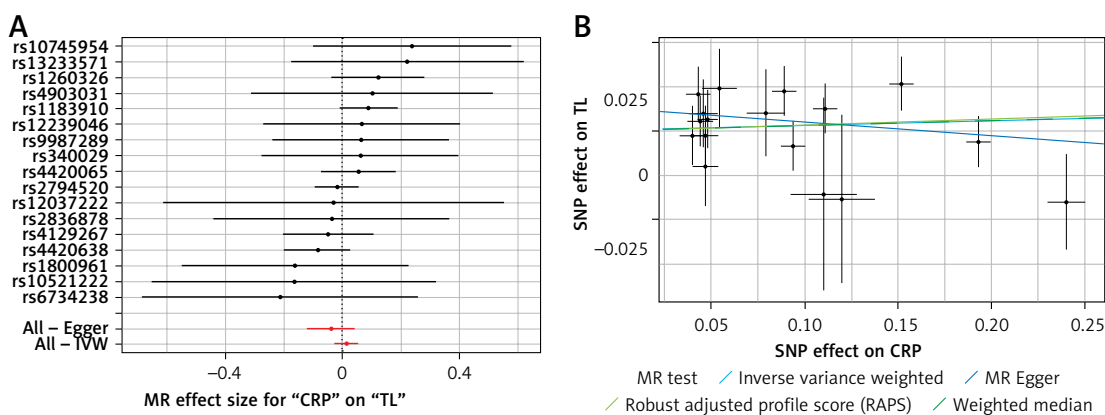 A
rs10745954
rs13233571
rs1260326
rs4903031
rs1183910
rs12239046
rs9987289
rs340029
rs4420065
rs2794520
rs12037222
rs2836878
rs4129267
rs4420638
rs1800961
rs10521222
rs6734238
All – Egger
All – IVW
–0.4 0 0.4
MR effect size for “CRP” on “TL”
B
SNP effect on TL
0.025
0
–0.025
0.05 0.10 0.15 0.20 0.25
SNP effect on CRP
MR test Inverse variance weighted MR Egger
Robust adjusted profile score (RAPS) Weighted median